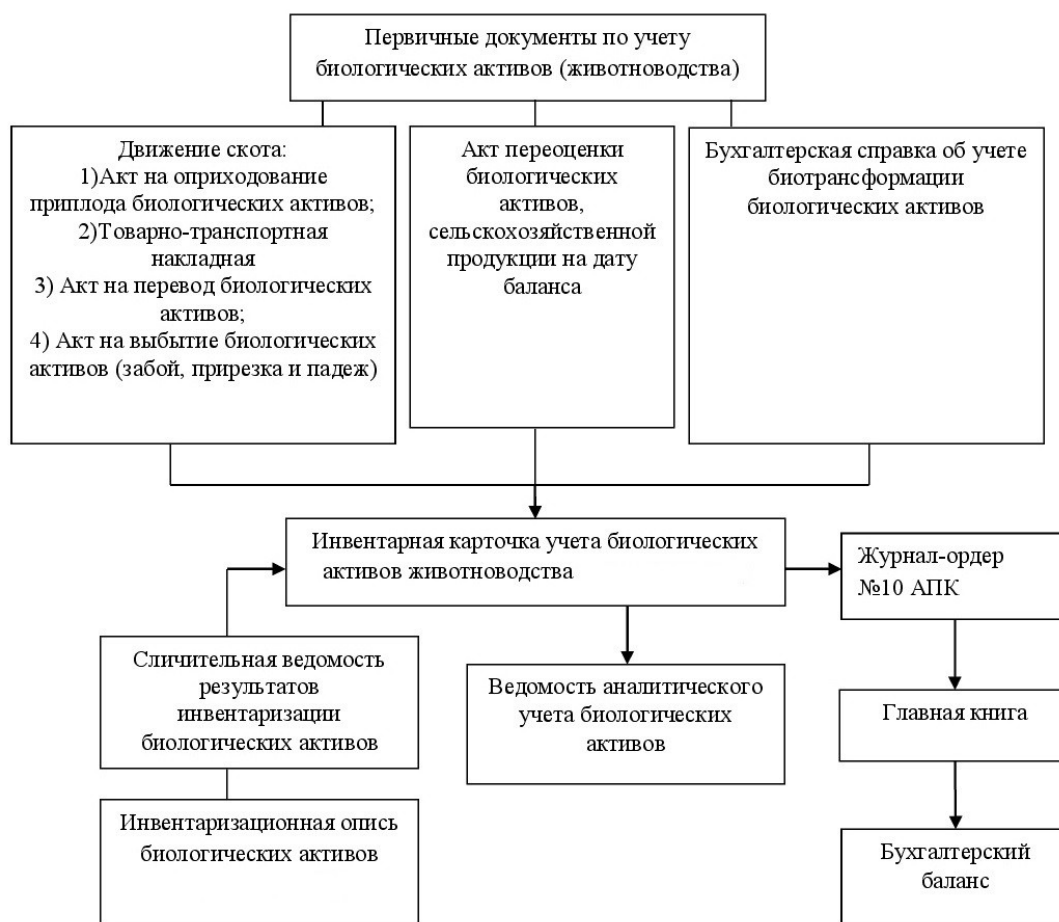 Первичные документы по учету
биологических активов (животноводства)
Движение скота:
1)Акт на оприходование
приплода биологических активов;
2)Товарно-транспортная
накладная
3) Акт на перевод биологических
активов;
4) Акт на выбытие биологических
активов (забой, прирезка и падеж)
Акт переоценки
биологических
активов,
сельскохозяйственной
продукции на дату
баланса
Бухгалтерская справка об учете
биотрансформации
биологических активов
Инвентарная карточка учета биологических
активов животноводства
Журнал-ордер
№10 АПК
Сличительная ведомость
результатов
инвентаризации
биологических активов
Ведомость аналитического
учета биологических
активов
Главная книга
Инвентаризационная опись
биологических активов
Бухгалтерский
баланс